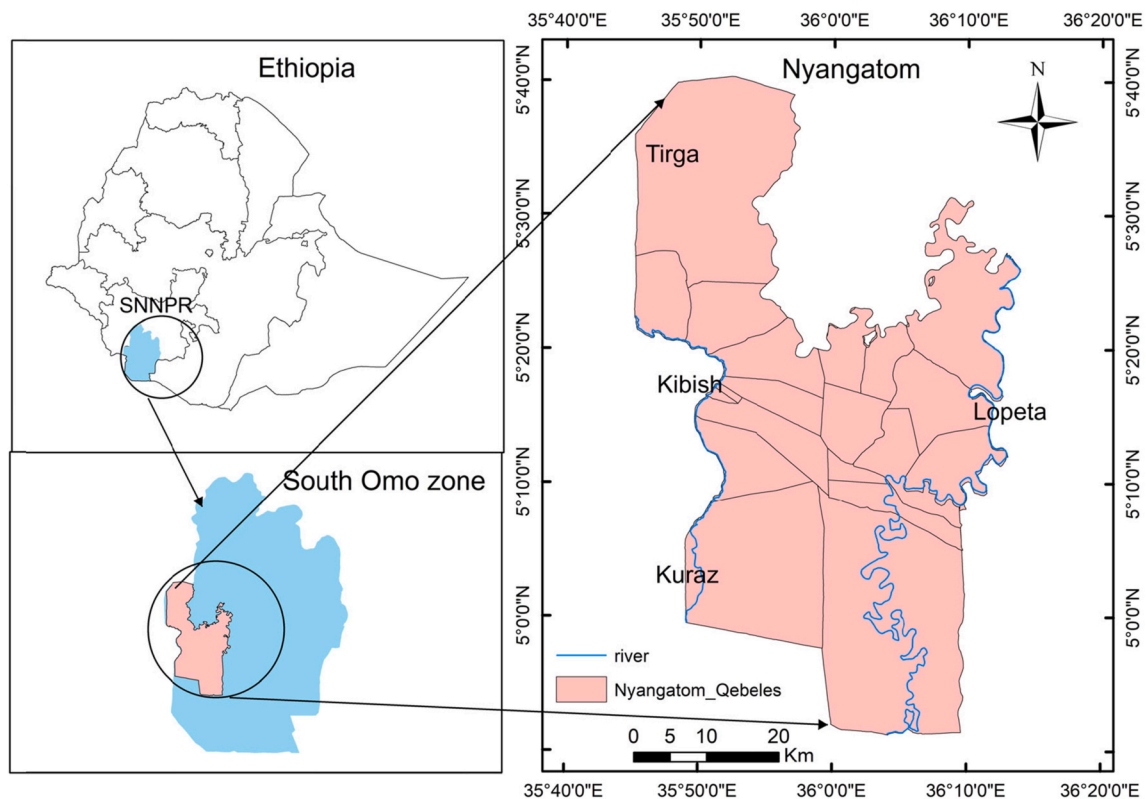 Ethiopia
SNNPR
South Omo zone
35°40'0"E 35°50'0"E 36°0'0"E 36°10'0"E 36°20'0"E
Nyangatom
N
5°40'0"N 5°40'0"N
Tirga
5°30'0"N 5°30'0"N
5°20'0"N 5°20'0"N
Kibish
Lopeta
5°10'0"N 5°10'0"N
Kuraz
5°0'0"N 5°0'0"N
river
Nyangatom_Qebeles
0 5 10 20
Km
35°40'0"E 35°50'0"E 36°0'0"E 36°10'0"E 36°20'0"E